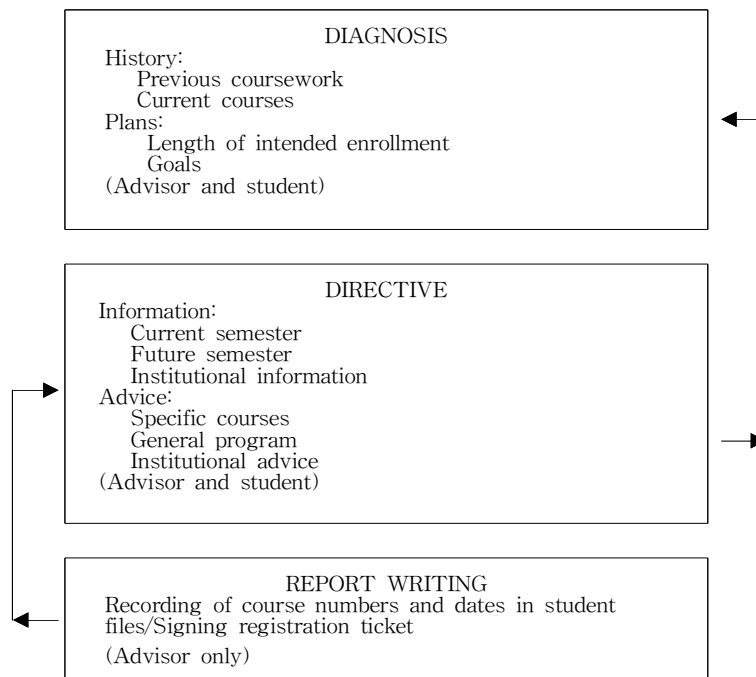 DIAGNOSIS
History:
Previous coursework
Current courses
Plans:
Length of intended enrollment
Goals
(Advisor and student)
DIRECTIVE
Information:
Current semester
Future semester
Institutional information
Advice:
Specific courses
General program
Institutional advice
(Advisor and student)
REPORT WRITING
Recording of course numbers and dates in student
files/Signing registration ticket
(Advisor only)